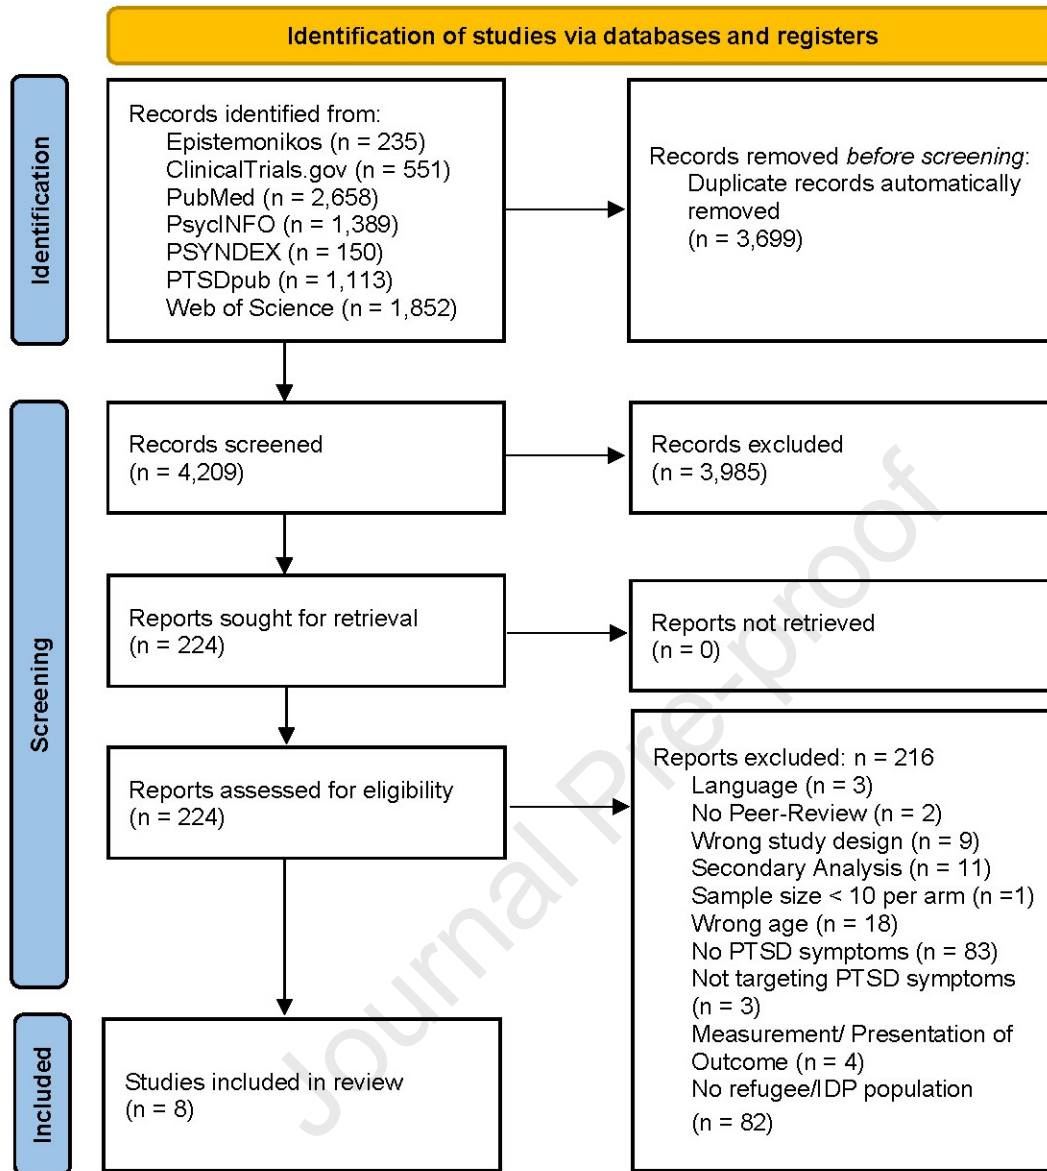 Identification of studies via databases and registers
Identification
Records identified from:
Epistemonikos (n = 235)
ClinicalTrials.gov (n = 551)
PubMed (n = 2,658)
PsycINFO (n = 1,389)
PSYNDEX (n = 150)
PTSDpub (n = 1,113)
Web of Science (n = 1,852)
Records removed before screening:
Duplicate records automatically
removed
(n = 3,699)
Screening
Records screened
(n = 4,209)
Records excluded
(n = 3,985)
Reports sought for retrieval
(n = 224)
Reports not retrieved
(n = 0)
Reports assessed for eligibility
(n = 224)
Reports excluded: n = 216
Language (n = 3)
No Peer-Review (n = 2)
Wrong study design (n = 9)
Secondary Analysis (n = 11)
Sample size < 10 per arm (n =1)
Wrong age (n = 18)
No PTSD symptoms (n = 83)
Not targeting PTSD symptoms
(n = 3)
Measurement/ Presentation of
Outcome (n = 4)
No refugee/IDP population
(n = 82)
Included
Studies included in review
(n = 8)
Journal Pre-proof